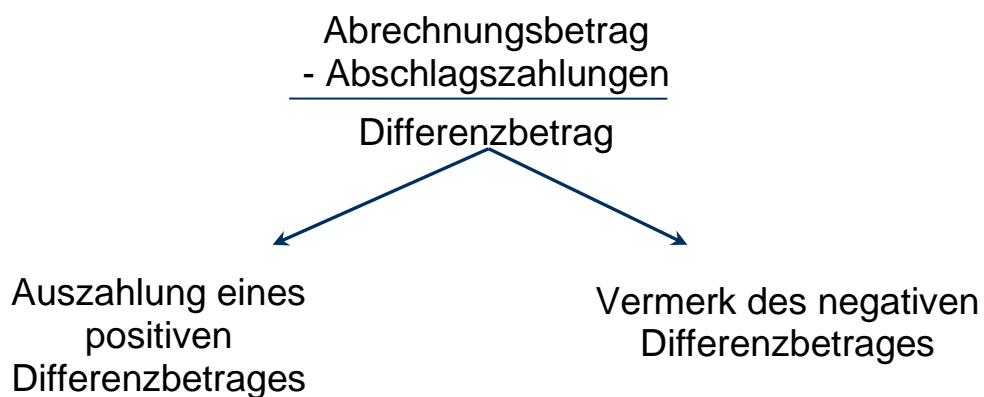 Abrechnungsbetrag
- Abschlagszahlungen
Differenzbetrag
Auszahlung eines
positiven
Differenzbetrages
Vermerk des negativen
Differenzbetrages